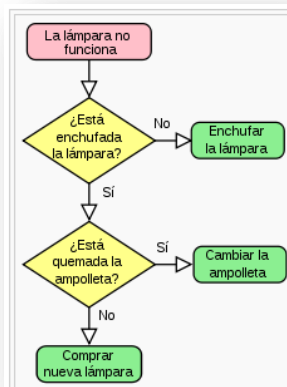 La lámpara no
funciona
¿Está
enchufada
la lámpara?
No
Enchufar
la lámpara
Sí
¿Está
quemada la
ampolleta?
Sí
Cambiar la
ampolleta
No
Comprar
nueva lámpara